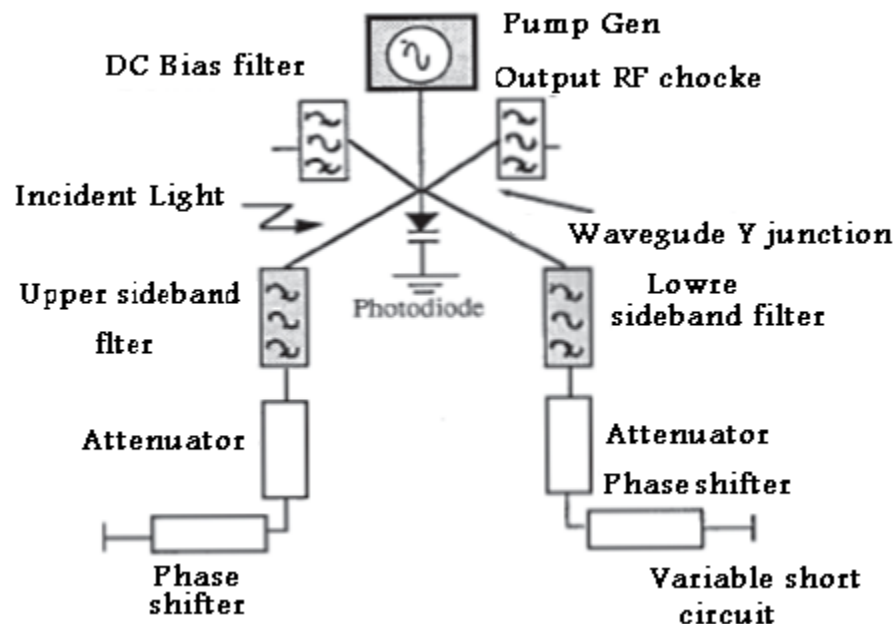 Pump Gen
DC Bias filter
Output RF chocke
Incident Light
Wavegude Y junction
Upper sideband
flter
Photodiode
Lowre
sideband filter
Attenuator
Attenuator
Phase shifter
Phase
shifter
Variable short
circuit